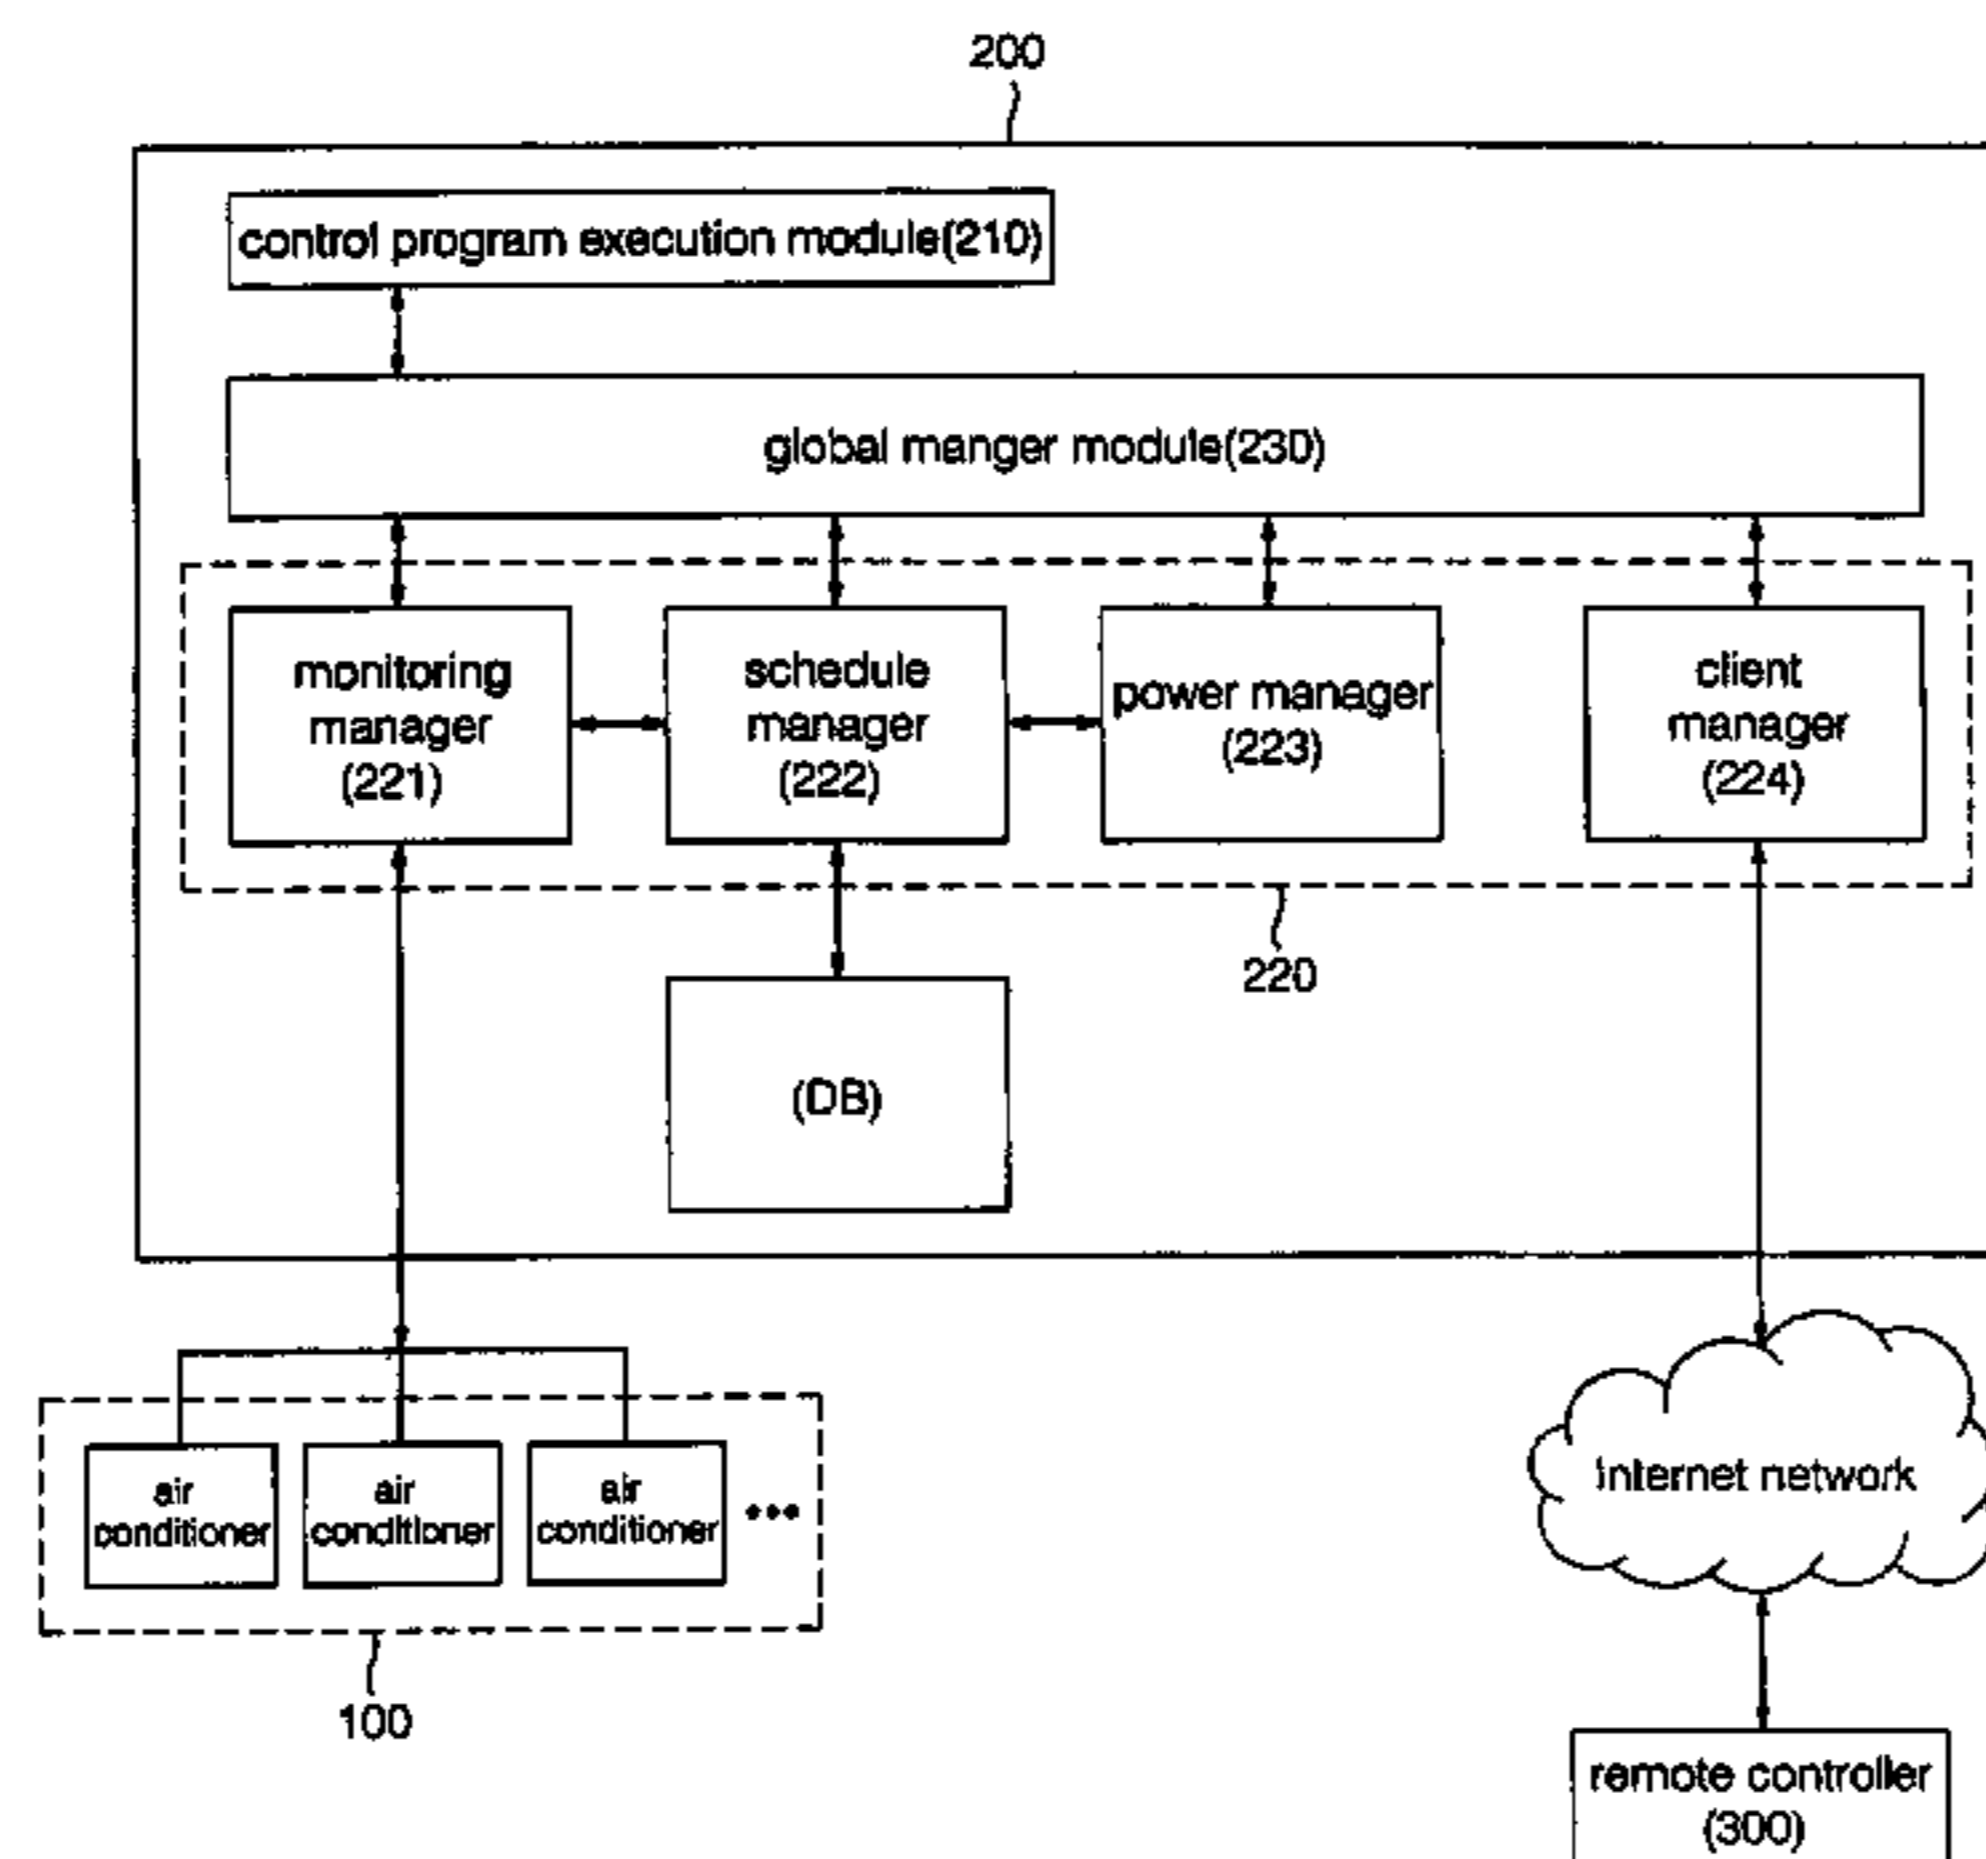 200
control program execution module(210)
global manger module(230)
monitoring
manager
(221)
schedule
manager
(222)
power manager
(223)
client
manager
(224)
220
(DB)
air
conditioner
air
conditioner
air
conditioner
•••
100
Internet network
remote controller
(300)